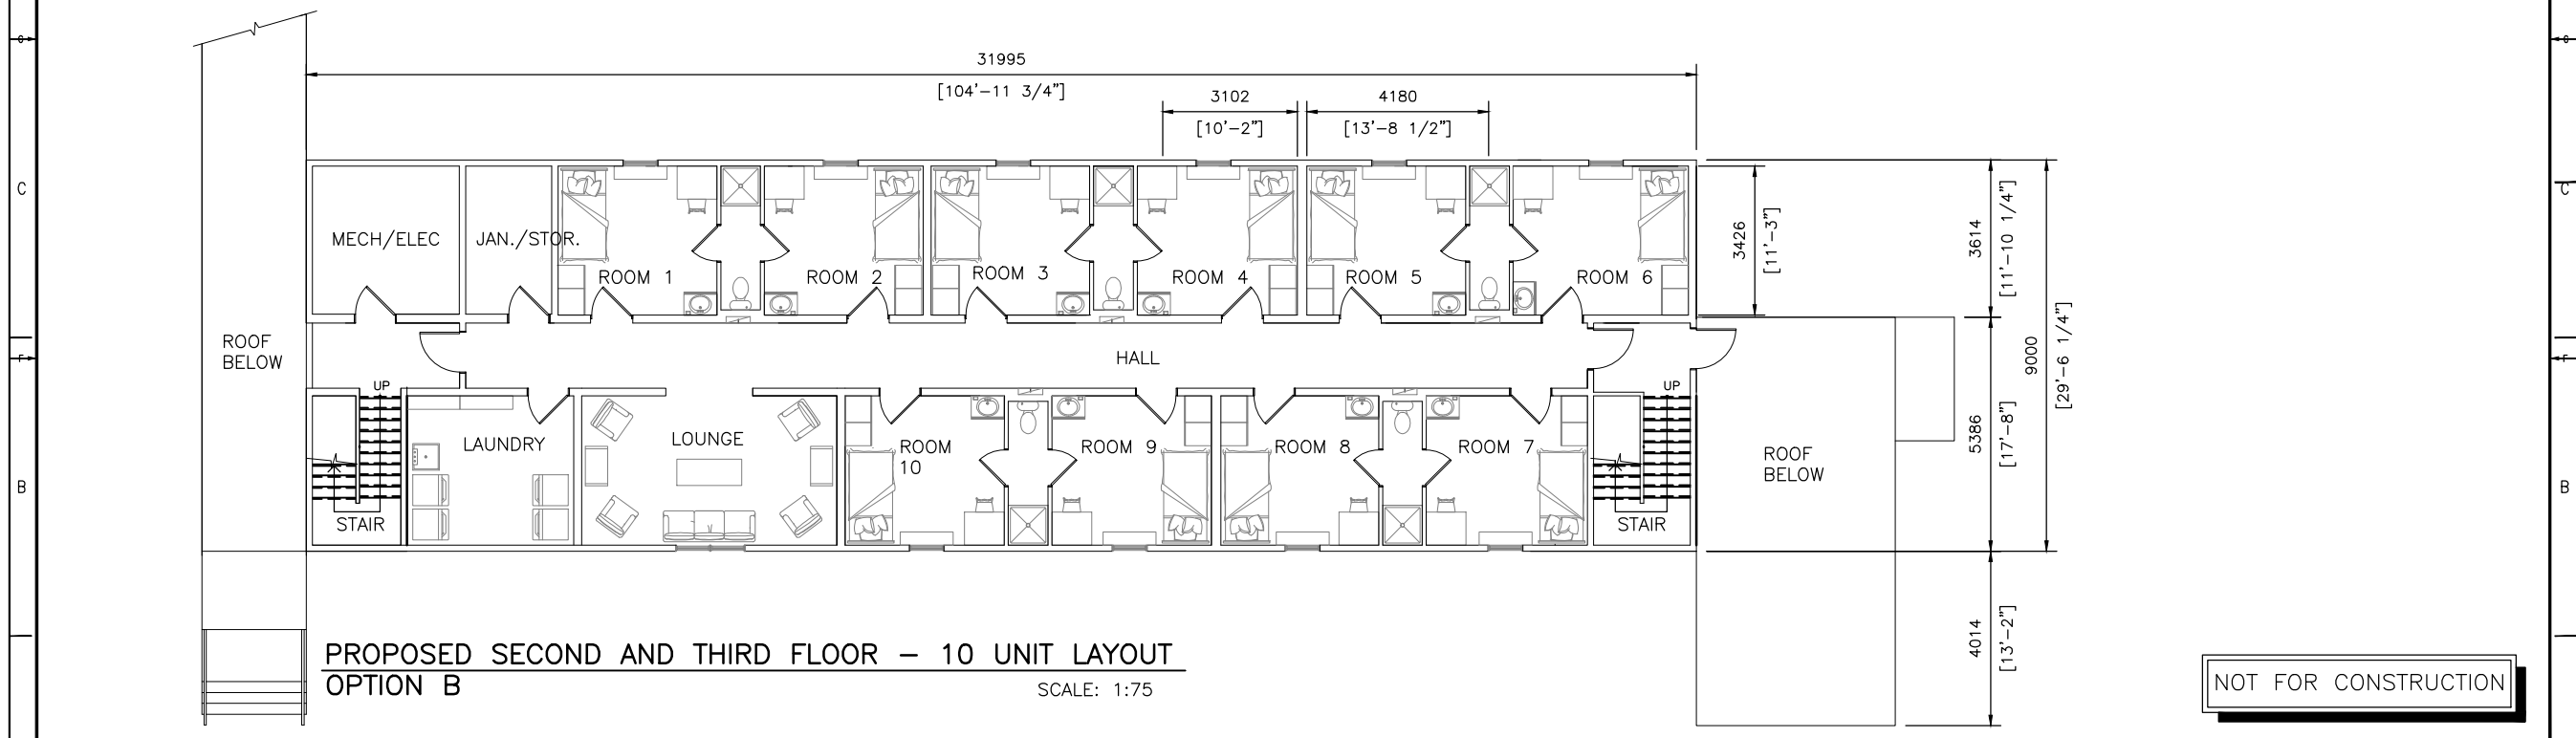 31995
[104'-11 3/4"]
3102
[10'-2"]
4180
[13'-8 1/2"]
C
C
MECH/ELEC
JAN./STOR.
ROOM 1
ROOM 2
ROOM 3
ROOM 4
ROOM 5
ROOM 6
3426
[11'-3"]
3614
[11'-10 1/4"]
9000
[29'-6 1/4"]
5386
[17'-8"]
4014
[13'-2"]
ROOF
BELOW
HALL
UP
UP
LAUNDRY
LOUNGE
ROOM
10
ROOM 9
ROOM 8
ROOM 7
ROOF
BELOW
B
B
STAIR
STAIR
PROPOSED SECOND AND THIRD FLOOR - 10 UNIT LAYOUT
OPTION B
SCALE: 1:75
NOT FOR CONSTRUCTION